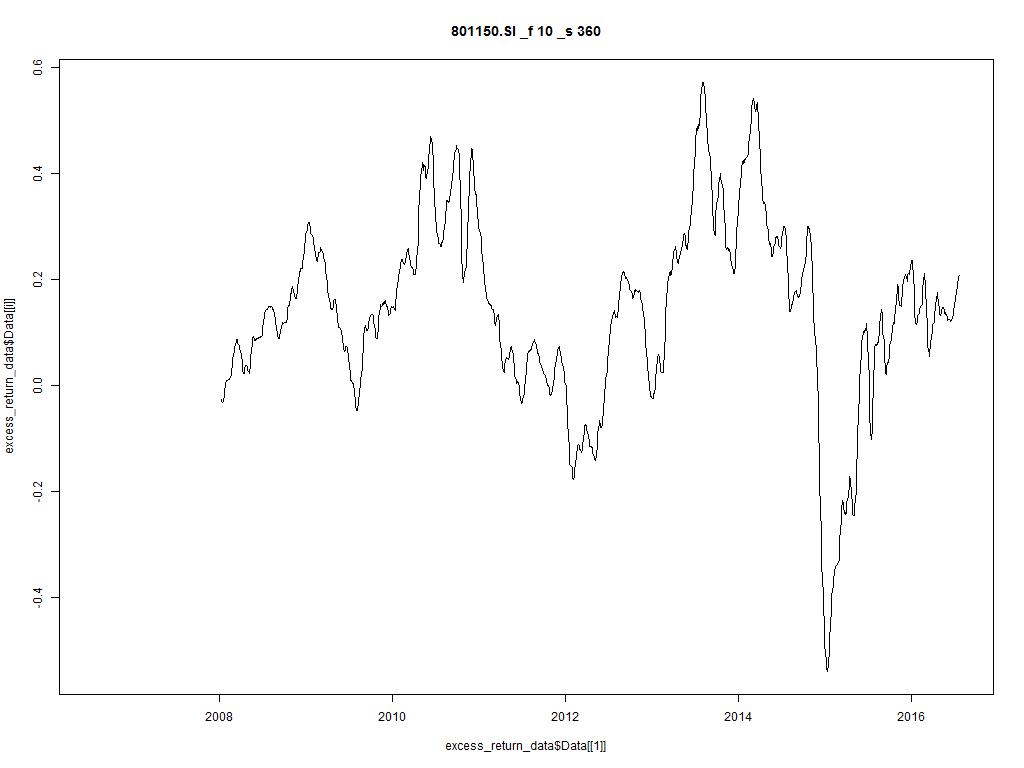 801150.SI _f 10 _s 360
0.6
0.4
0.2
0.0
-0.2
-0.4
excess_return_data$Data[[i]]
2008 2010 2012 2014 2016
excess_return_data$Data[[1]]